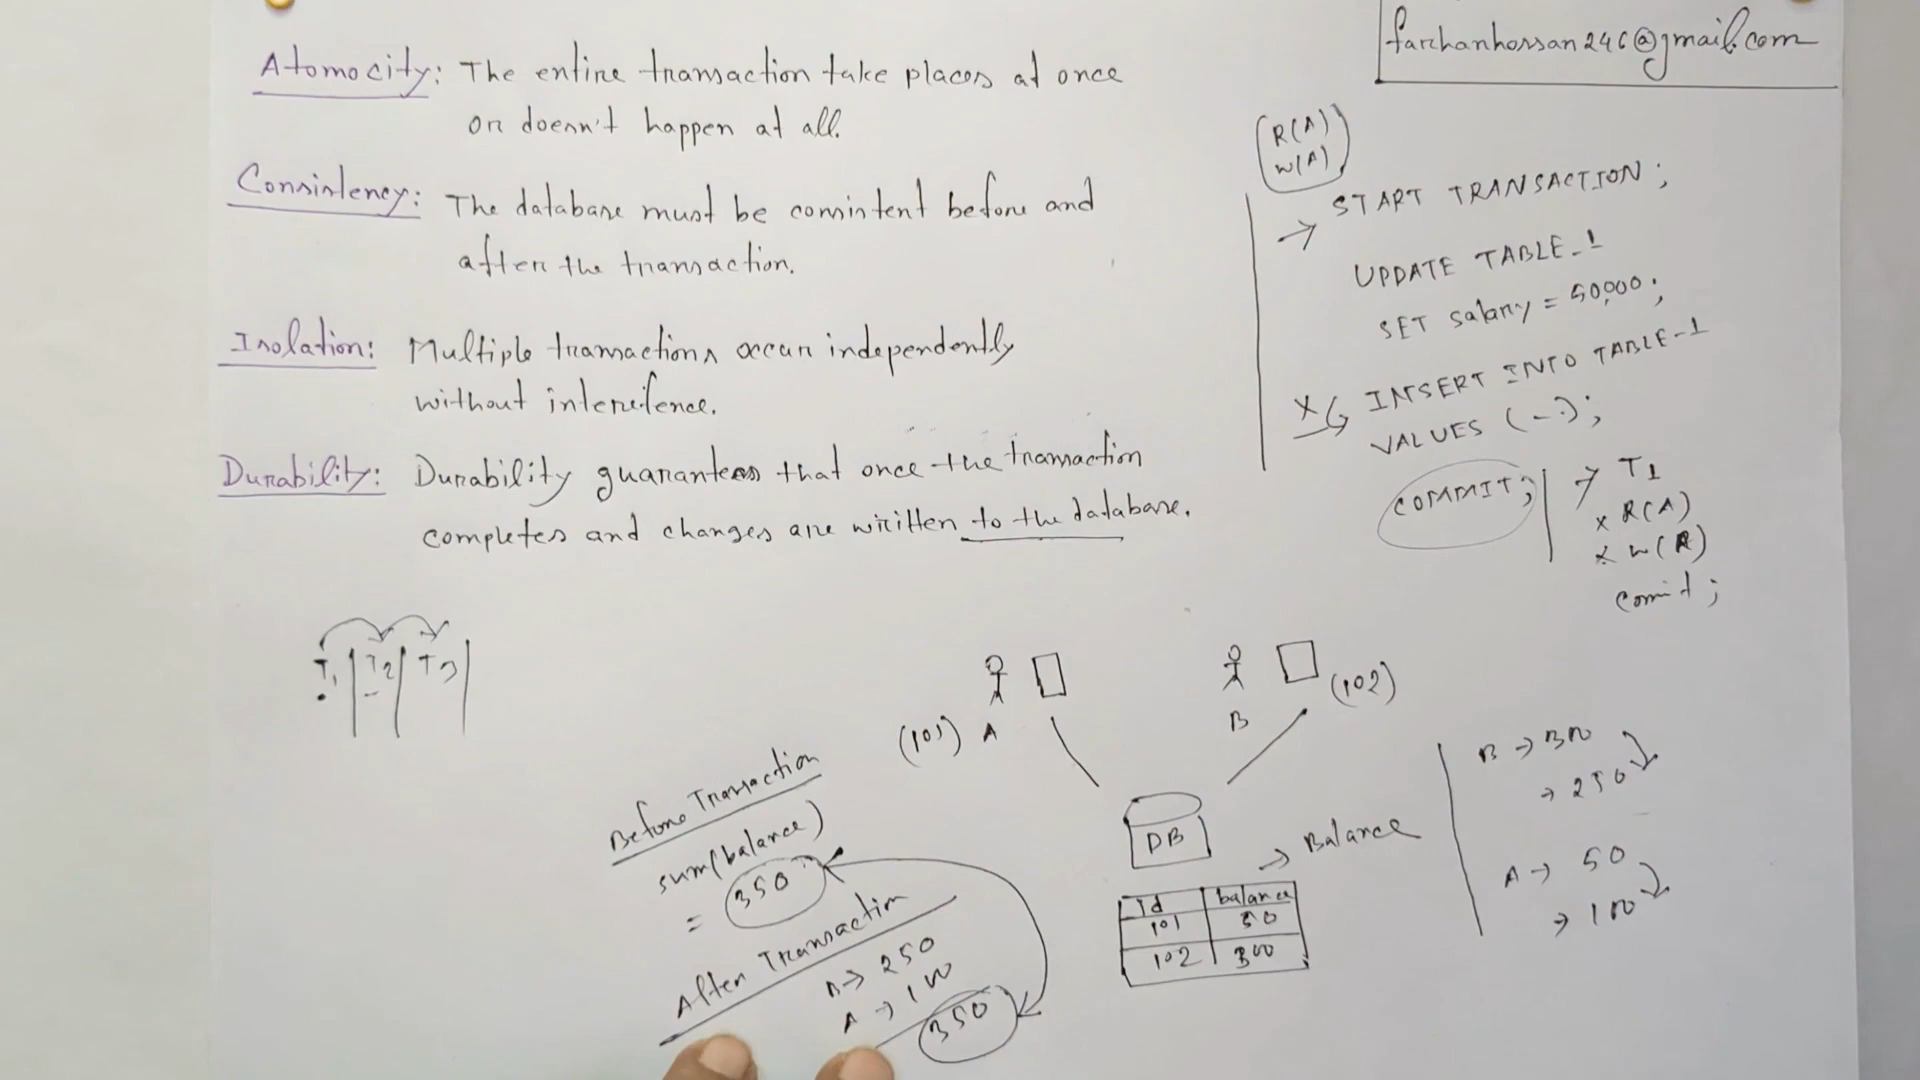 Atomocity: The entire transaction take places at once
or doesn't happen at all.
Consistency: The database must be consistent before and
after the transaction.
Isolation: Multiple transactions occur independently
without interifence.
Durability: Durability guarantees that once the transaction
completes and changes are written to the database.
farhanhossan246@gmail.com
R(A)
W(A)
START TRANSACTION;
UPDATE TABLE_1
SET salary = 50,000;
X INSERT INTO TABLE-1
VALUES (-..);
COMMIT;
T1
x R(A)
x W(A)
commit;
T1 T2 T3
(101) A
B (102)
DB
Balance
Id balance
101 50
102 300
B → 300
→ 250
A → 50
→ 100
Before Transaction
sum(balance)
= 350
After Transaction
B → 250
A → 100
350